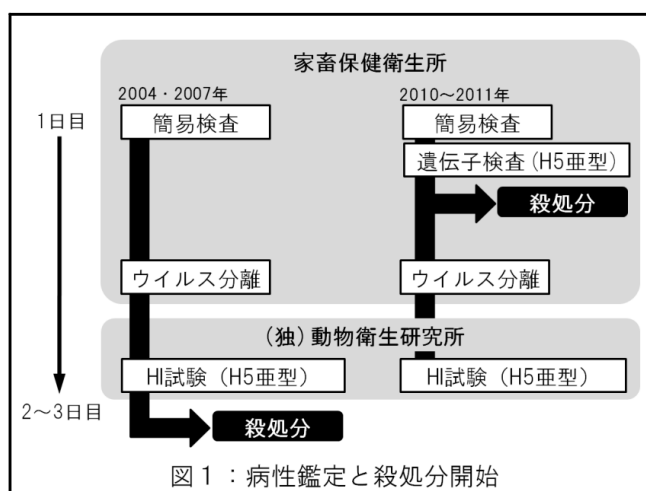 家畜保健衛生所
2004・2007年
2010～2011年
1日目
簡易検査
簡易検査
遺伝子検査（H5亜型）
殺処分
ウイルス分離
ウイルス分離
（独）動物衛生研究所
HI試験（H5亜型）
HI試験（H5亜型）
2～3日目
殺処分
図１：病性鑑定と殺処分開始